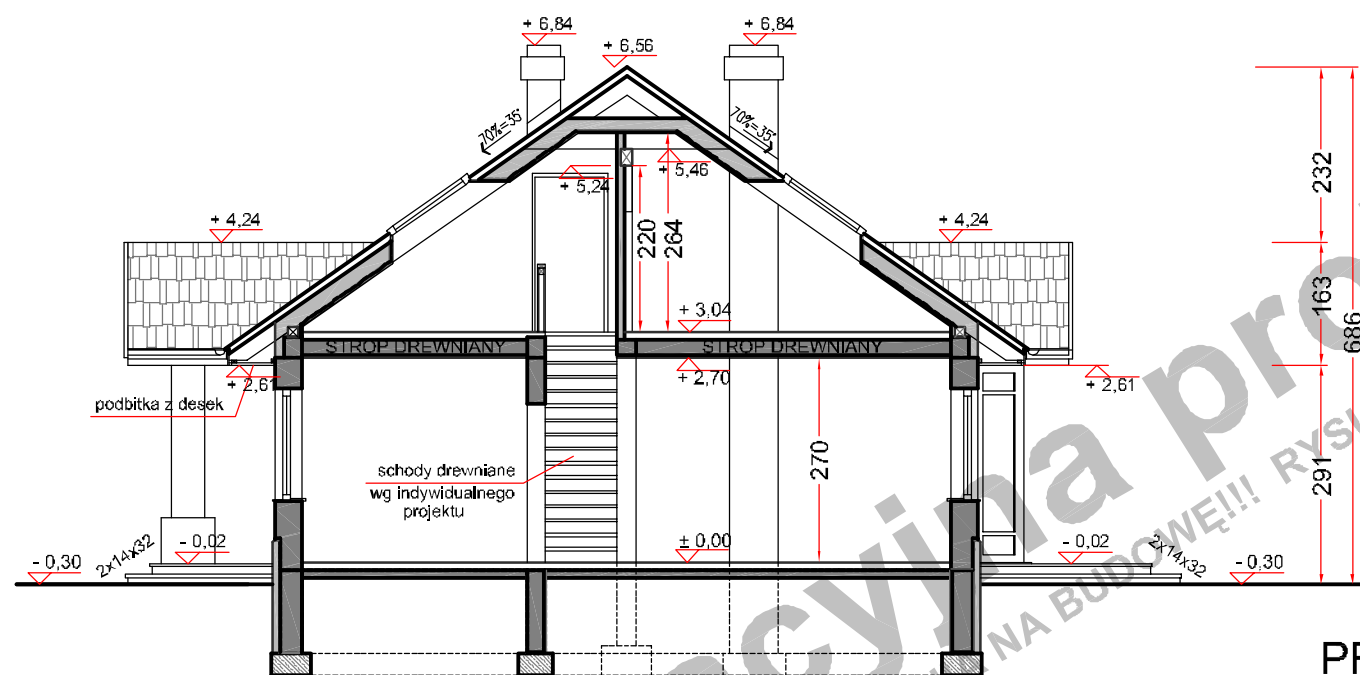 + 6,84
+ 6,84
+ 6,56
70%=35°
70%=35°
+ 5,46
+ 5,24
232
+ 4,24
+ 4,24
220
264
163
686
+ 3,04
STROP DREWNIANY
STROP DREWNIANY
+ 2,61
+ 2,70
+ 2,61
podbitka z desek
270
291
schody drewniane
wg indywidualnego
projektu
- 0,30
2x14x32
- 0,02
± 0,00
- 0,02
2x14x32
- 0,30
NA BUDOWĘ!!!